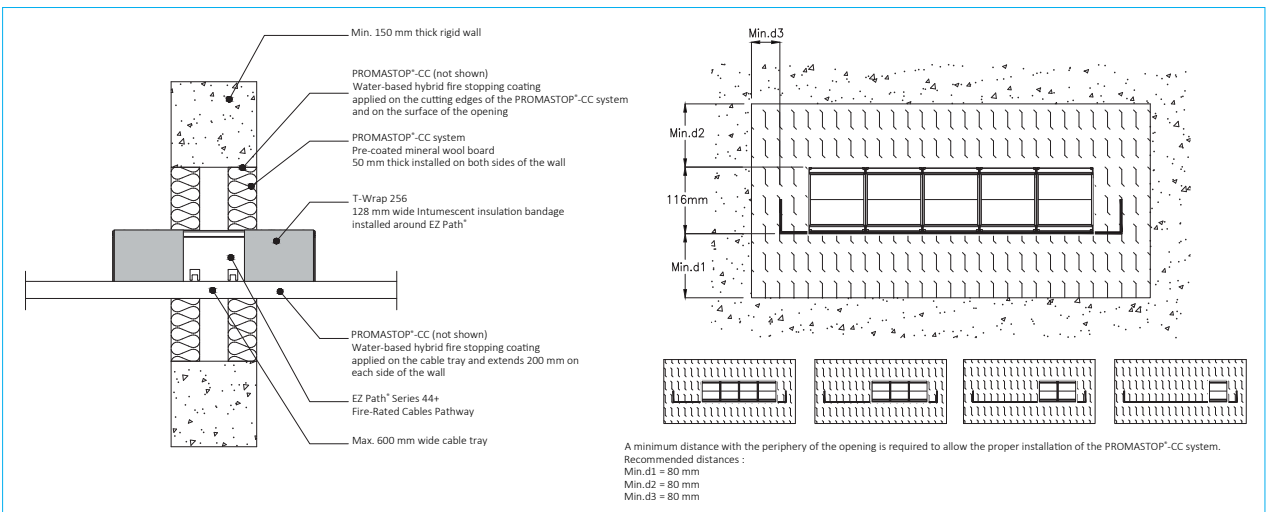 Min. 150 mm thick rigid wall
PROMASTOP®-CC (not shown)
Water-based hybrid fire stopping coating
applied on the cutting edges of the PROMASTOP®-CC system
and on the surface of the opening
PROMASTOP®-CC system
Pre-coated mineral wool board
50 mm thick installed on both sides of the wall
T-Wrap 256
128 mm wide Intumescent insulation bandage
installed around EZ Path®
PROMASTOP®-CC (not shown)
Water-based hybrid fire stopping coating
applied on the cable tray and extends 200 mm on
each side of the wall
EZ Path® Series 44+
Fire-Rated Cables Pathway
Max. 600 mm wide cable tray
Min.d3
Min.d2
116mm
Min.d1
A minimum distance with the periphery of the opening is required to allow the proper installation of the PROMASTOP®-CC system.
Recommended distances :
Min.d1 = 80 mm
Min.d2 = 80 mm
Min.d3 = 80 mm